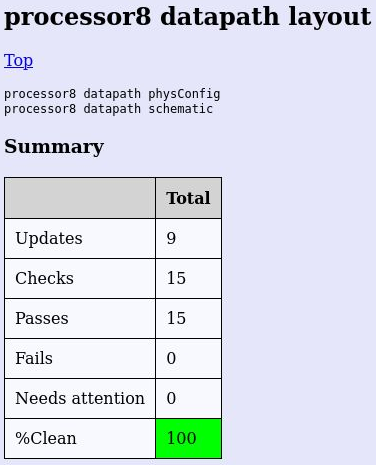 processor8 datapath layout
Top
processor8 datapath physConfig
processor8 datapath schematic
Summary
Total
Updates 9
Checks 15
Passes 15
Fails 0
Needs attention 0
%Clean 100